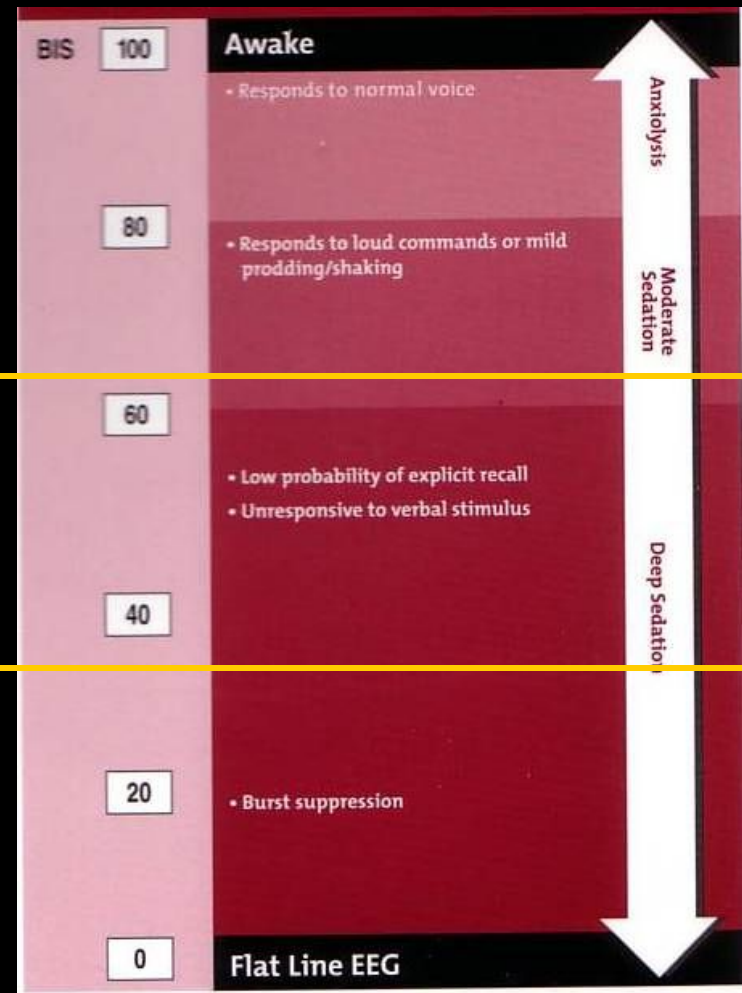 BIS 100 Awake
• Responds to normal voice
Anxiolysis
80
• Responds to loud commands or mild
prodding/shaking
Moderate
Sedation
60
• Low probability of explicit recall
• Unresponsive to verbal stimulus
Deep Sedation
40
20
• Burst suppression
0 Flat Line EEG